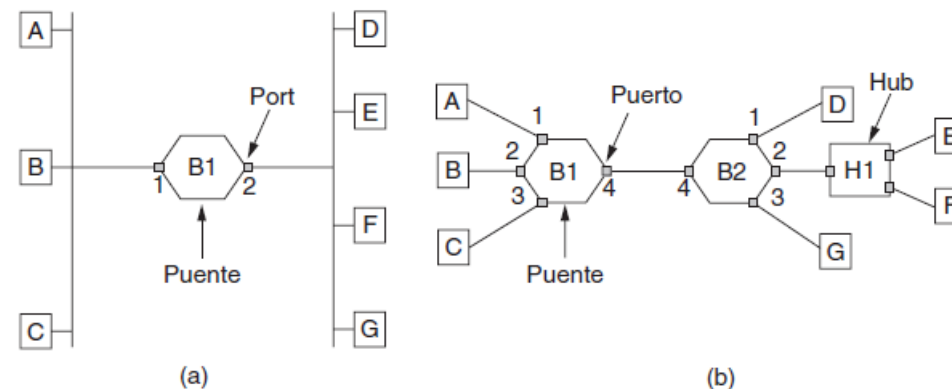 A
B
C
1
B1
2
Port
Puente
D
E
F
G
(a)
A
B
C
1
2
3
B1
4
Puerto
Puente
4
B2
1
2
3
D
G
Hub
H1
E
F
(b)